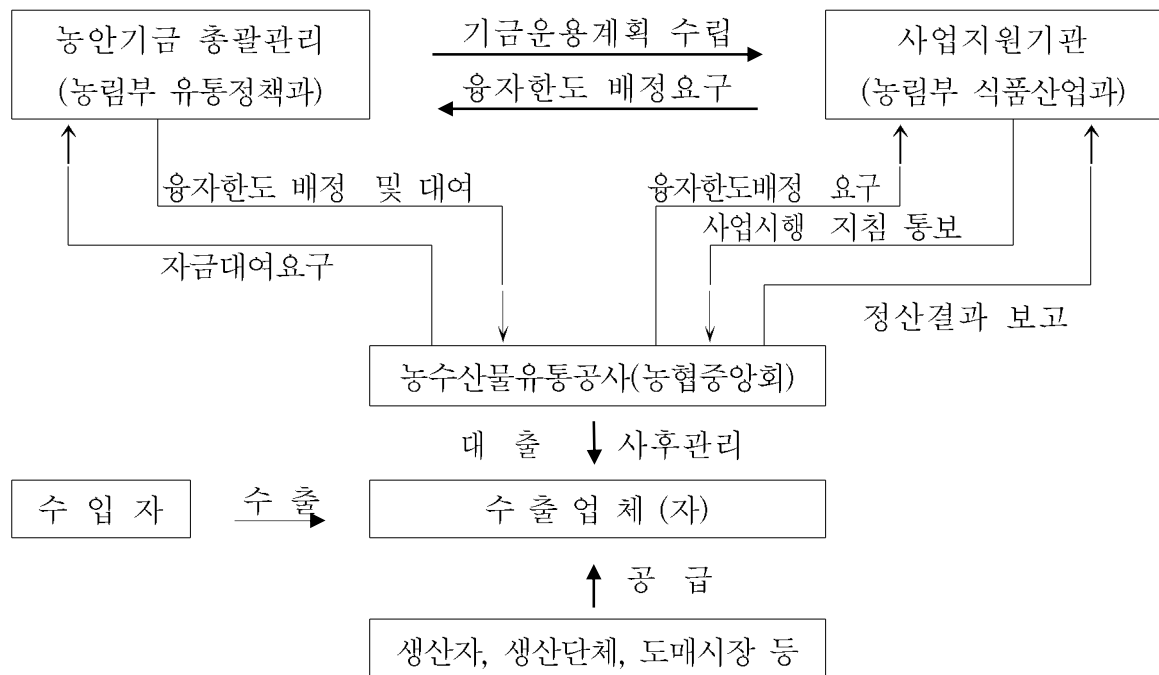 농안기금 총괄관리
(농림부 유통정책과)
기금운용계획 수립
융자한도 배정요구
사업지원기관
(농림부 식품산업과)
융자한도 배정 및 대여
융자한도배정 요구
사업시행 지침 통보
자금대여요구
정산결과 보고
농수산물유통공사(농협중앙회)
대 출 사후관리
수 입 자
수 출
수 출 업 체 (자)
공 급
생산자, 생산단체, 도매시장 등